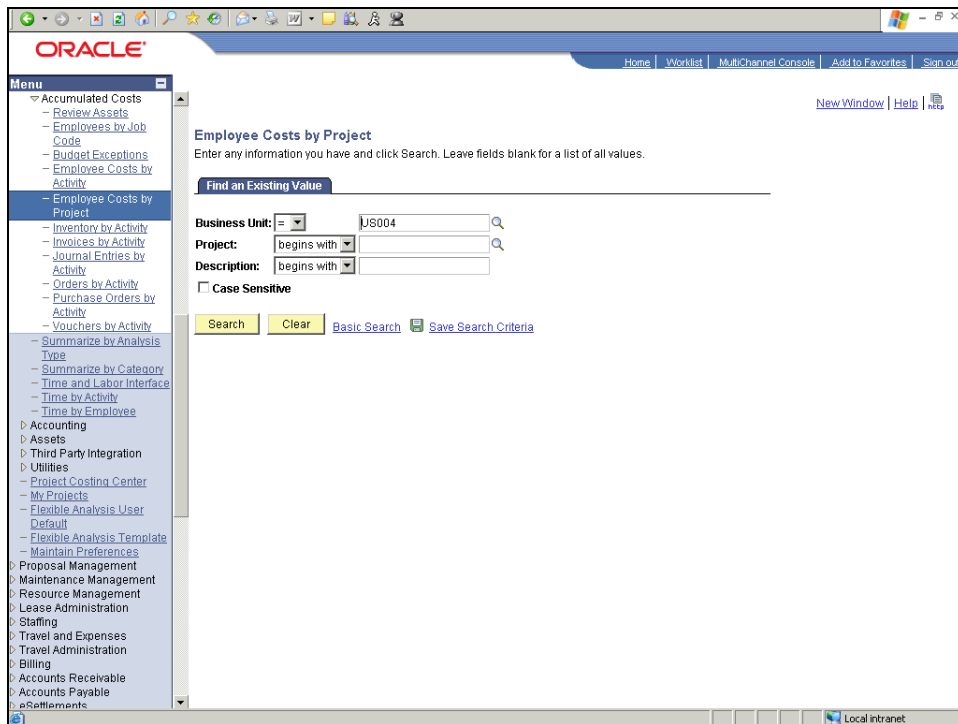 ORACLE
Home | Worklist | MultiChannel Console | Add to Favorites | Sign out
Menu
Accumulated Costs
Review Assets
Employees by Job
Code
Budget Exceptions
Employee Costs by
Activity
Employee Costs by
Project
Inventory by Activity
Invoices by Activity
Journal Entries by
Activity
Orders by Activity
Purchase Orders by
Activity
Vouchers by Activity
Summarize by Analysis
Type
Summarize by Category
Time and Labor Interface
Time by Activity
Time by Employee
Accounting
Assets
Third Party Integration
Utilities
Project Costing Center
My Projects
Flexible Analysis User
Default
Flexible Analysis Template
Maintain Preferences
Proposal Management
Maintenance Management
Resource Management
Lease Administration
Staffing
Travel and Expenses
Travel Administration
Billing
Accounts Receivable
Accounts Payable
eSettlements
New Window | Help | http
Employee Costs by Project
Enter any information you have and click Search. Leave fields blank for a list of all values.
Find an Existing Value
Business Unit: = US004
Project: begins with
Description: begins with
Case Sensitive
Search Clear Basic Search Save Search Criteria
Local intranet